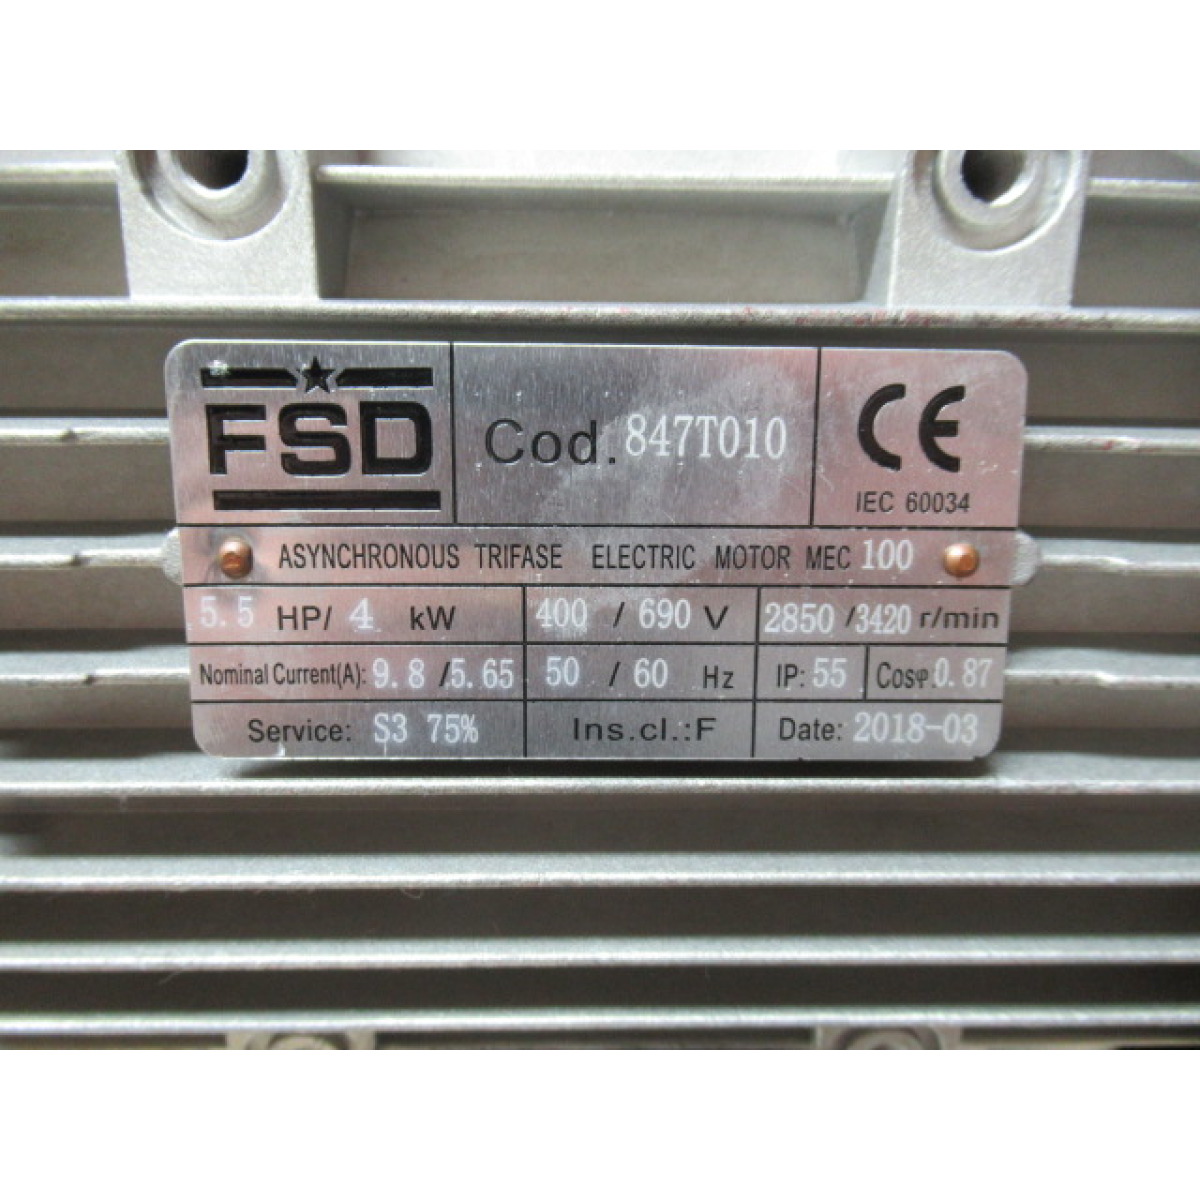 FSD
Cod. 847T010
CE
IEC 60034
ASYNCHRONOUS TRIFASE ELECTRIC MOTOR MEC 100
5.5 HP/ 4 kW 400 / 690 V 2850 /3420 r/min
Nominal Current(A): 9.8 /5.65 50 / 60 Hz IP: 55 Cosφ.0.87
Service: S3 75% Ins.cl.:F Date: 2018-03